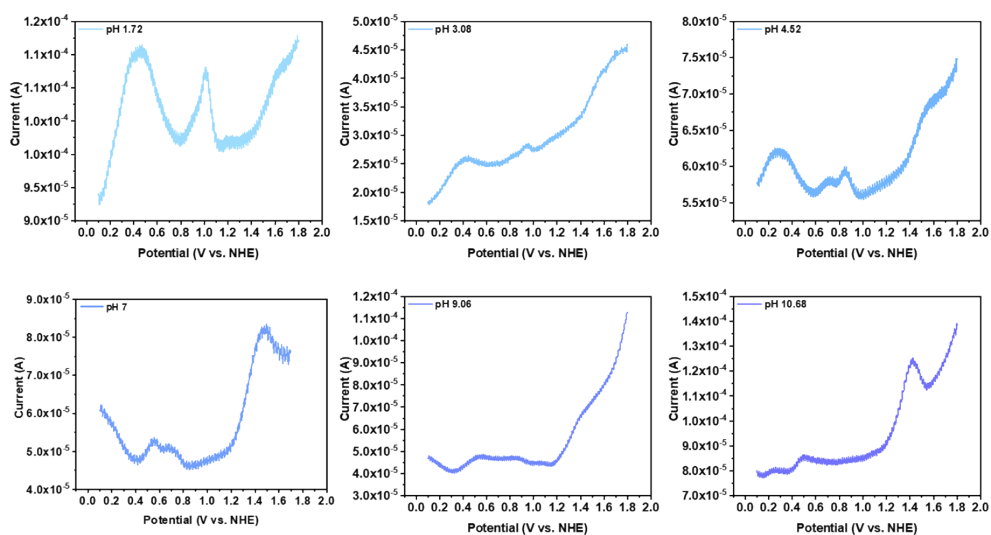 pH 1.72
1.2x10⁻⁴
1.1x10⁻⁴
1.1x10⁻⁴
1.0x10⁻⁴
1.0x10⁻⁴
9.5x10⁻⁵
9.0x10⁻⁵
Current (A)
0.0 0.2 0.4 0.6 0.8 1.0 1.2 1.4 1.6 1.8 2.0
Potential (V vs. NHE)
pH 3.08
5.0x10⁻⁵
4.5x10⁻⁵
4.0x10⁻⁵
3.5x10⁻⁵
3.0x10⁻⁵
2.5x10⁻⁵
2.0x10⁻⁵
1.5x10⁻⁵
Current (A)
0.0 0.2 0.4 0.6 0.8 1.0 1.2 1.4 1.6 1.8 2.0
Potential (V vs. NHE)
pH 4.52
8.0x10⁻⁵
7.5x10⁻⁵
7.0x10⁻⁵
6.5x10⁻⁵
6.0x10⁻⁵
5.5x10⁻⁵
Current (A)
0.0 0.2 0.4 0.6 0.8 1.0 1.2 1.4 1.6 1.8 2.0
Potential (V vs. NHE)
pH 7
9.0x10⁻⁵
8.0x10⁻⁵
7.0x10⁻⁵
6.0x10⁻⁵
5.0x10⁻⁵
4.0x10⁻⁵
Current (A)
0.0 0.2 0.4 0.6 0.8 1.0 1.2 1.4 1.6 1.8 2.0
Potential (V vs. NHE)
pH 9.06
1.2x10⁻⁴
1.1x10⁻⁴
1.0x10⁻⁴
9.0x10⁻⁵
8.0x10⁻⁵
7.0x10⁻⁵
6.0x10⁻⁵
5.0x10⁻⁵
4.0x10⁻⁵
3.0x10⁻⁵
Current (A)
0.0 0.2 0.4 0.6 0.8 1.0 1.2 1.4 1.6 1.8 2.0
Potential (V vs. NHE)
pH 10.68
1.5x10⁻⁴
1.4x10⁻⁴
1.3x10⁻⁴
1.2x10⁻⁴
1.1x10⁻⁴
1.0x10⁻⁴
9.0x10⁻⁵
8.0x10⁻⁵
7.0x10⁻⁵
Current (A)
0.0 0.2 0.4 0.6 0.8 1.0 1.2 1.4 1.6 1.8 2.0
Potential (V vs. NHE)